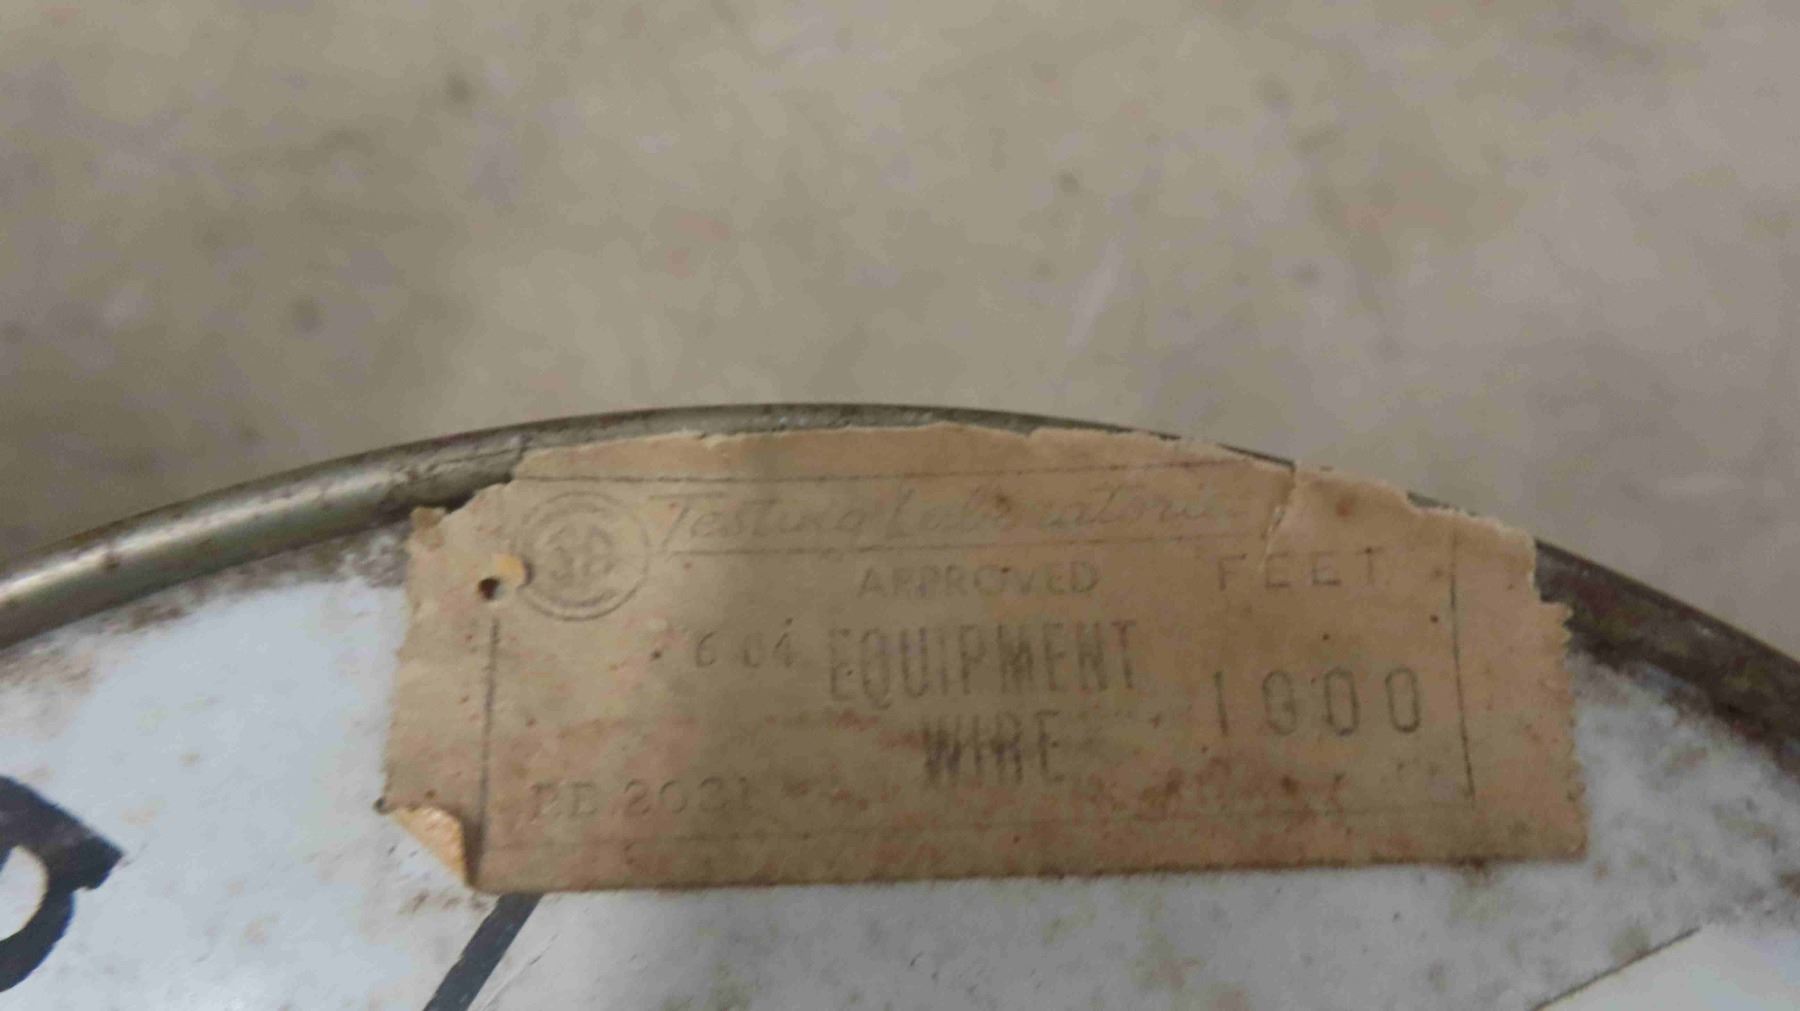 Testing Laboratories
APPROVED FEET
EQUIPMENT
1000
WIRE